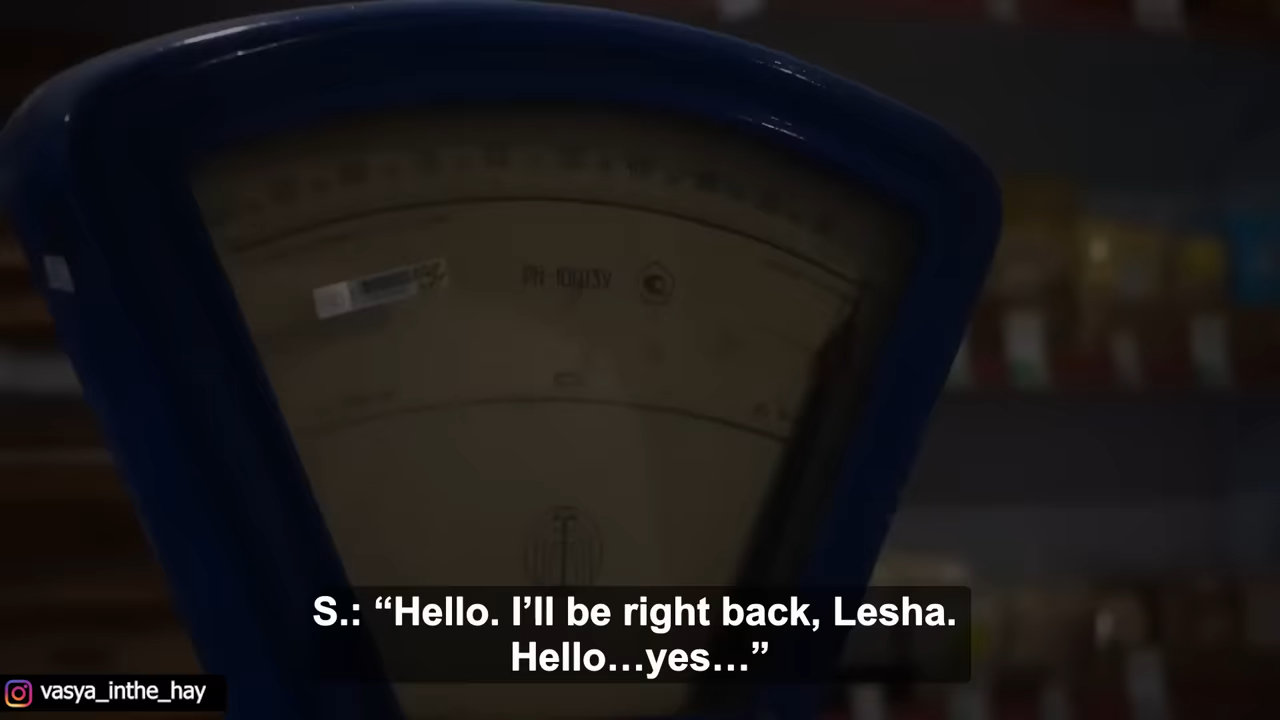 S.: “Hello. I’ll be right back, Lesha.
Hello…yes…”
vasya_inthe_hay